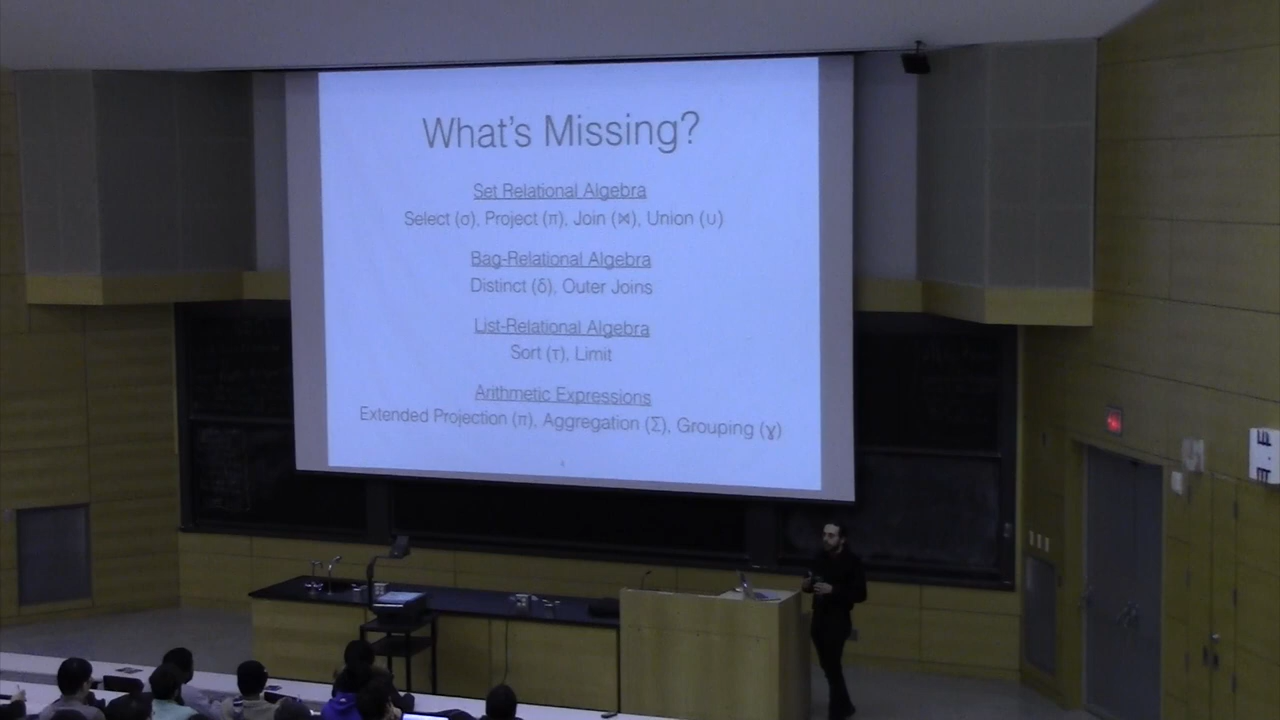 What's Missing?
Set Relational Algebra
Select (σ), Project (π), Join (⋈), Union (∪)
Bag-Relational Algebra
Distinct (δ), Outer Joins
List-Relational Algebra
Sort (τ), Limit
Arithmetic Expressions
Extended Projection (π), Aggregation (Σ), Grouping (ɣ)